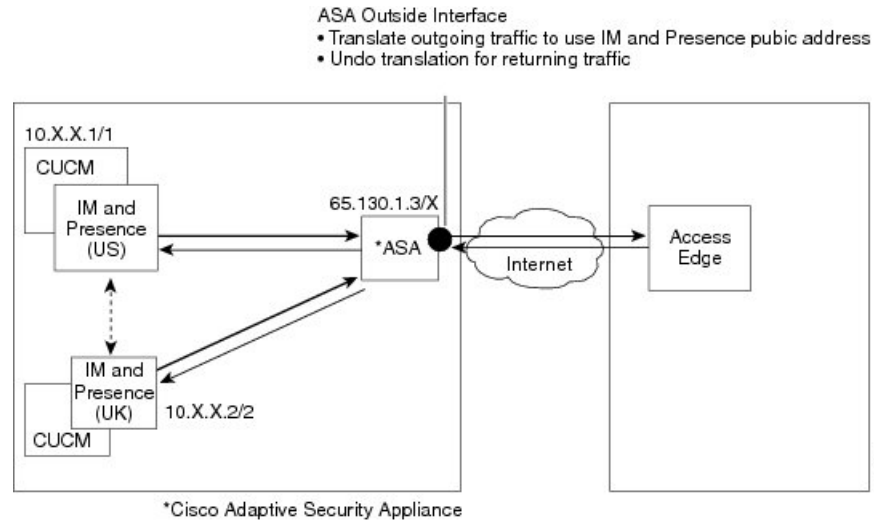 ASA Outside Interface
• Translate outgoing traffic to use IM and Presence pubic address
• Undo translation for returning traffic
10.X.X.1/1
CUCM
IM and
Presence
(US)
65.130.1.3/X
*ASA
Internet
Access
Edge
IM and
Presence
(UK)
10.X.X.2/2
CUCM
*Cisco Adaptive Security Appliance